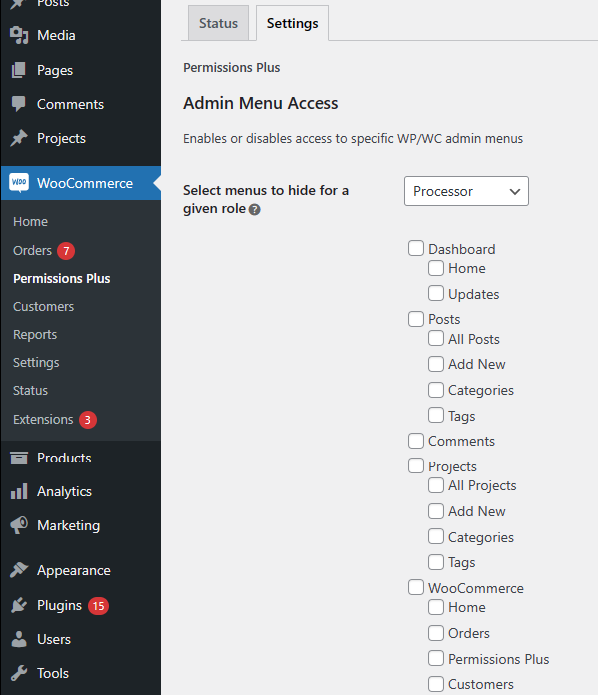 Posts
Media
Pages
Comments
Projects
WOO WooCommerce
Home
Orders 7
Permissions Plus
Customers
Reports
Settings
Status
Extensions 3
Products
Analytics
Marketing
Appearance
Plugins 15
Users
Tools
Status Settings
Permissions Plus
Admin Menu Access
Enables or disables access to specific WP/WC admin menus
Select menus to hide for a
given role ?
Processor
Dashboard
Home
Updates
Posts
All Posts
Add New
Categories
Tags
Comments
Projects
All Projects
Add New
Categories
Tags
WooCommerce
Home
Orders
Permissions Plus
Customers